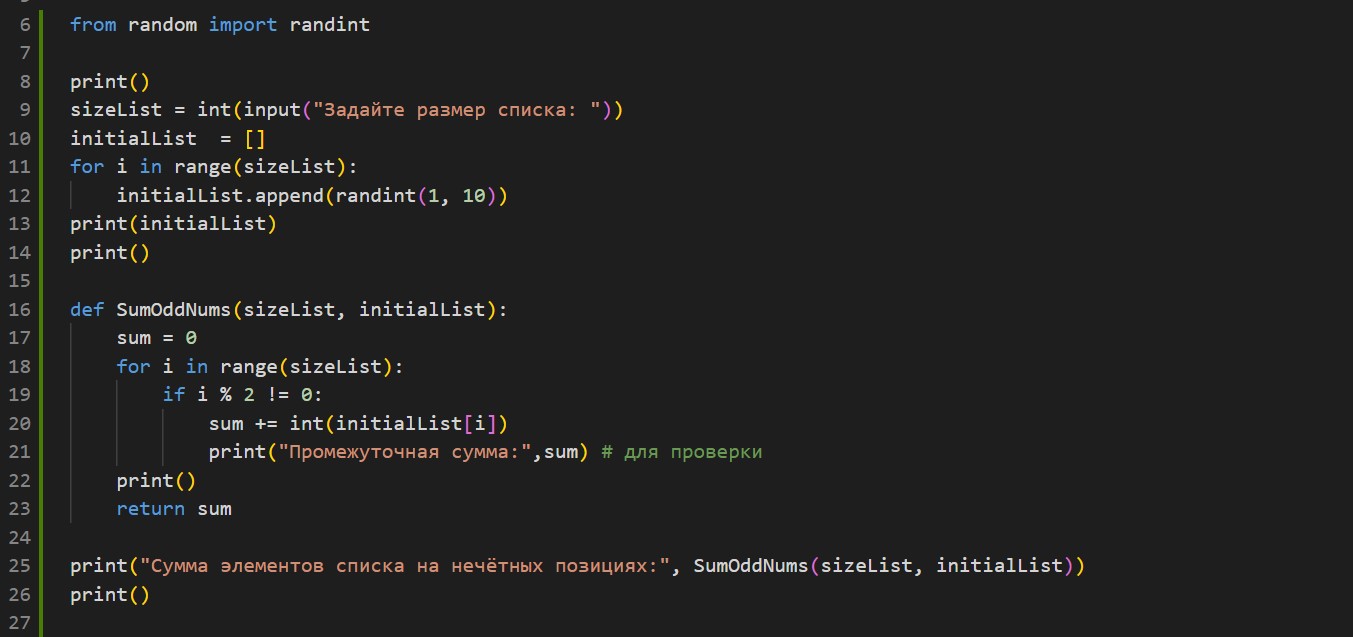 6 from random import randint
7
8 print()
9 sizeList = int(input("Задайте размер списка: "))
10 initialList  = []
11 for i in range(sizeList):
12     initialList.append(randint(1, 10))
13 print(initialList)
14 print()
15
16 def SumOddNums(sizeList, initialList):
17     sum = 0
18     for i in range(sizeList):
19         if i % 2 != 0:
20             sum += int(initialList[i])
21             print("Промежуточная сумма:",sum) # для проверки
22     print()
23     return sum
24
25 print("Сумма элементов списка на нечётных позициях:", SumOddNums(sizeList, initialList))
26 print()
27